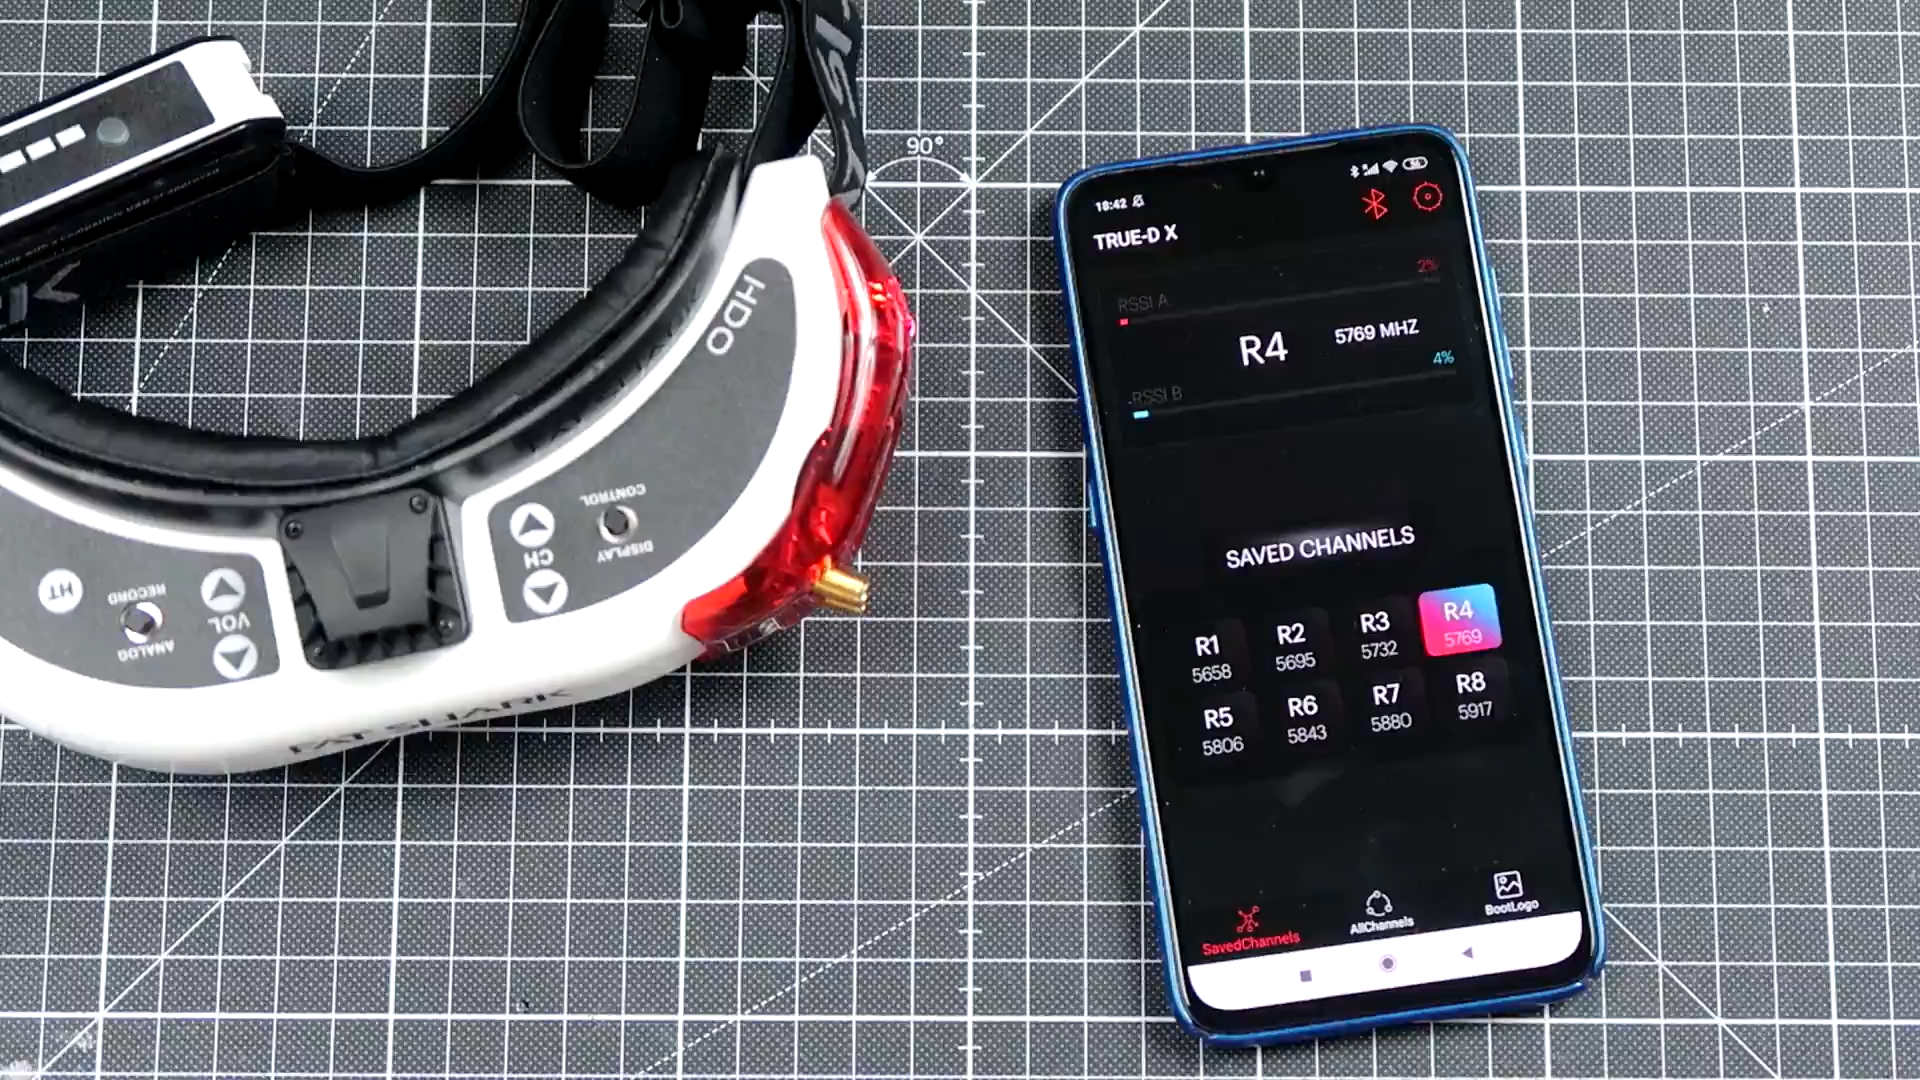 HDO
CONTROL
DISPLAY
CH
HT
RECORD
ANALOG
VOL
FAT SHARK
90°
18:42
TRUE-D X
2%
RSSI A
R4
5769 MHZ
4%
RSSI B
SAVED CHANNELS
R1 R2 R3 R4
5658 5695 5732 5769
R5 R6 R7 R8
5806 5843 5880 5917
SavedChannels AllChannels BootLogo